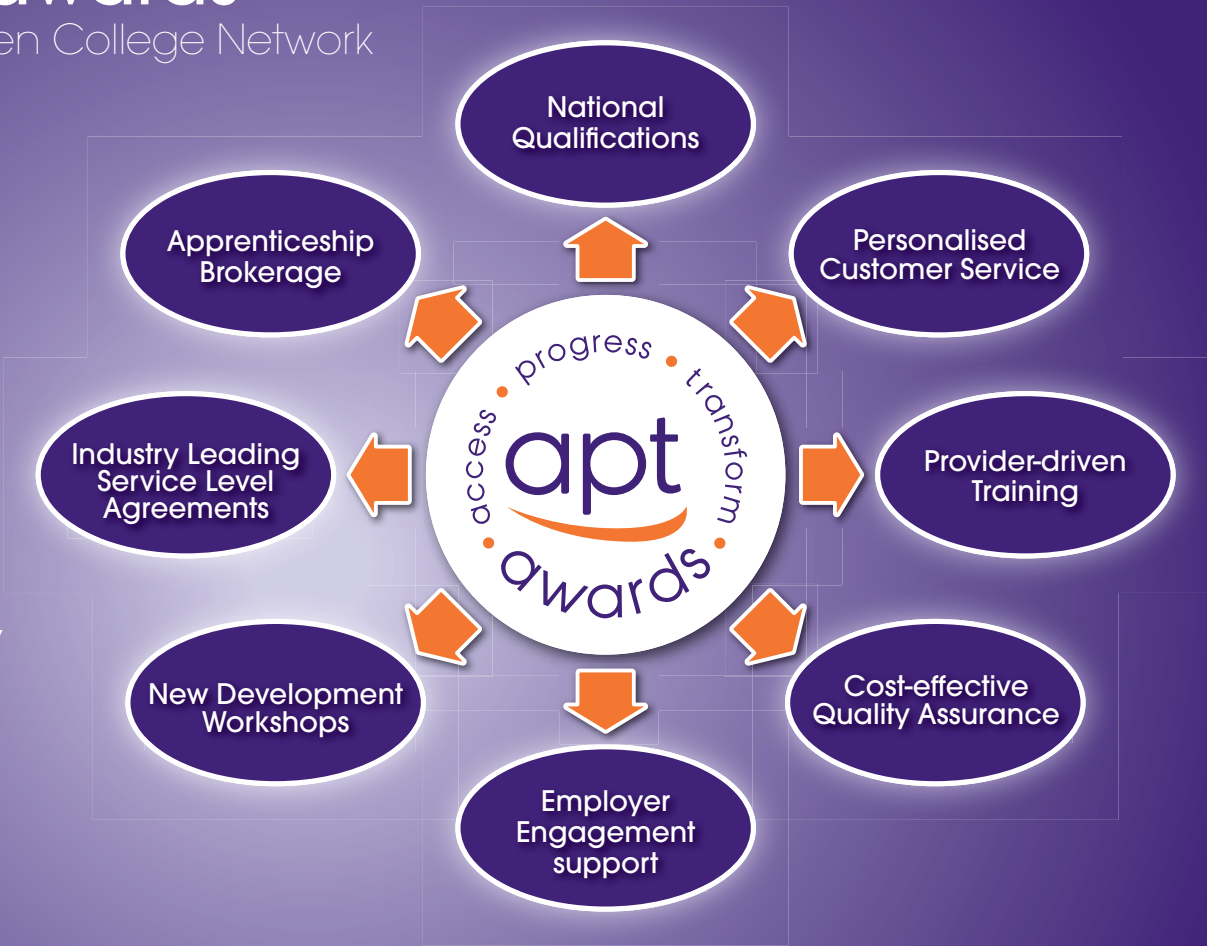 College Network
National
Qualifications
Apprenticeship
Brokerage
Personalised
Customer Service
access • progress • transform •
apt
awards
Industry Leading
Service Level
Agreements
Provider-driven
Training
New Development
Workshops
Cost-effective
Quality Assurance
Employer
Engagement
support